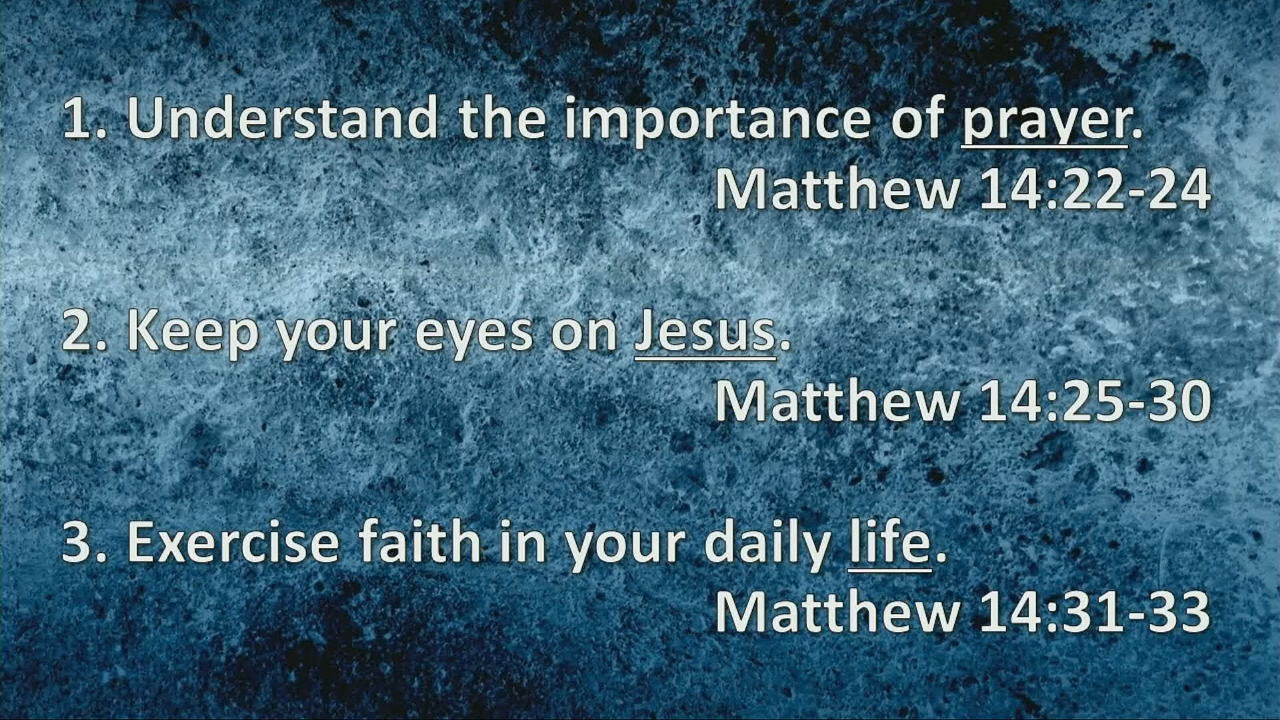 1. Understand the importance of prayer.
Matthew 14:22-24
2. Keep your eyes on Jesus.
Matthew 14:25-30
3. Exercise faith in your daily life.
Matthew 14:31-33